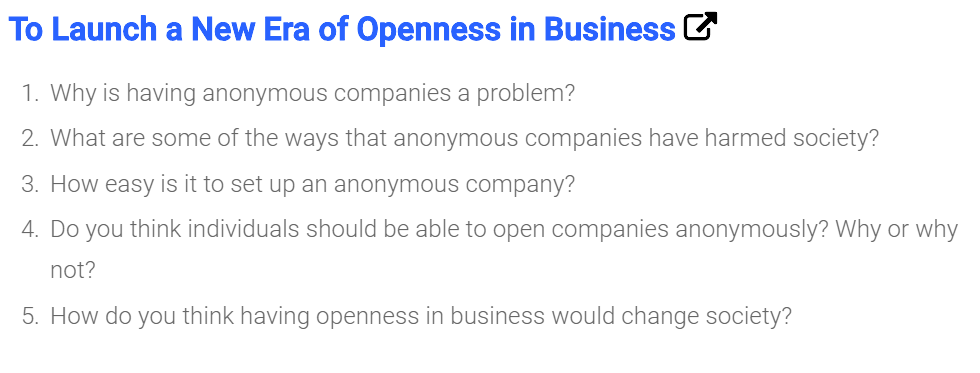 To Launch a New Era of Openness in Business
1. Why is having anonymous companies a problem?
2. What are some of the ways that anonymous companies have harmed society?
3. How easy is it to set up an anonymous company?
4. Do you think individuals should be able to open companies anonymously? Why or why
not?
5. How do you think having openness in business would change society?